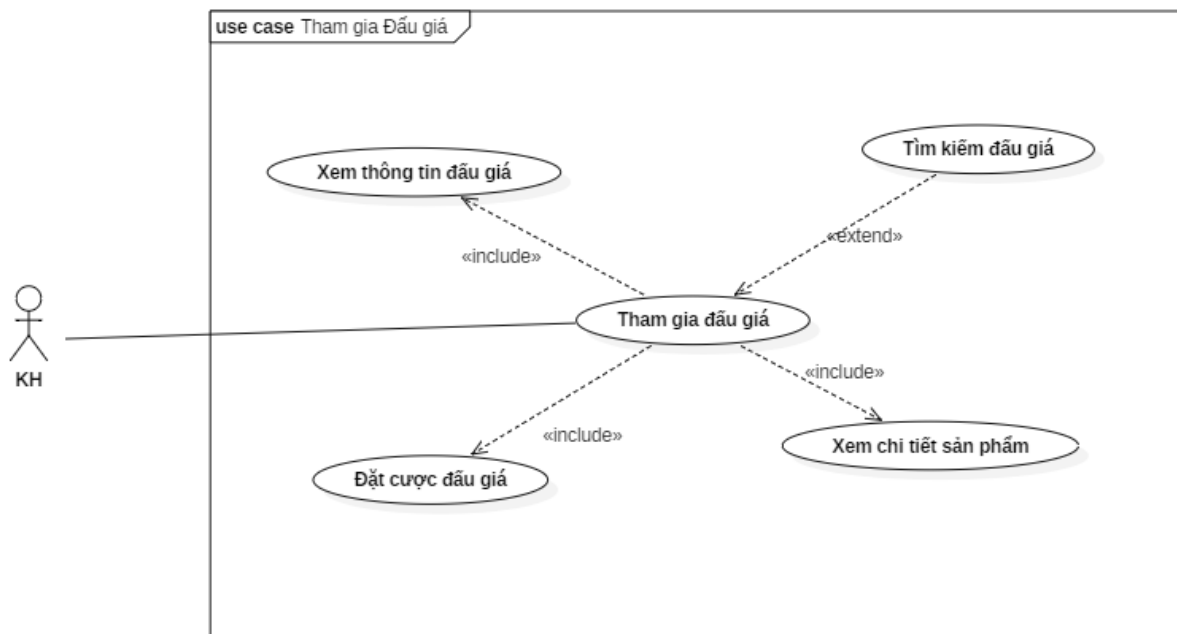 use case Tham gia Đấu giá
Tìm kiếm đấu giá
Xem thông tin đấu giá
«extend»
«include»
Tham gia đấu giá
KH
«include»
«include»
Xem chi tiết sản phẩm
Đặt cược đấu giá